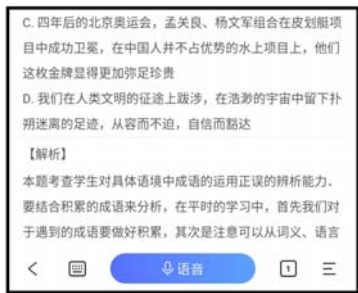 C. 四年后的北京奥运会，孟关良、杨文军组合在皮划艇项
目中成功卫冕，在中国人并不占优势的水上项目上，他们
这枚金牌显得更加弥足珍贵
D. 我们在人类文明的征途上跋涉，在浩渺的宇宙中留下扑
朔迷离的足迹，从容而不迫，自信而豁达
【解析】
本题考查学生对具体语境中成语的运用正误的辨析能力．
要结合积累的成语来分析，在平时的学习中，首先我们对
于遇到的成语要做好积累，其次是注意可以从词义、语言
语音
1